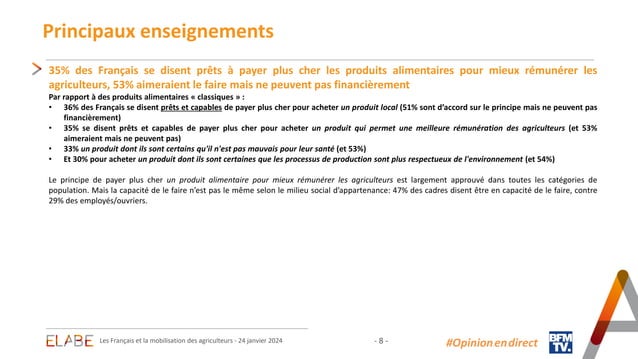 Principaux enseignements
35% des Français se disent prêts à payer plus cher les produits alimentaires pour mieux rémunérer les
agriculteurs, 53% aimeraient le faire mais ne peuvent pas financièrement
Par rapport à des produits alimentaires « classiques » :
• 36% des Français se disent prêts et capables de payer plus cher pour acheter un produit local (51% sont d'accord sur le principe mais ne peuvent pas
financièrement)
• 35% se disent prêts et capables de payer plus cher pour acheter un produit qui permet une meilleure rémunération des agriculteurs (et 53%
aimeraient mais ne peuvent pas)
• 33% un produit dont ils sont certains qu'il n'est pas mauvais pour leur santé (et 53%)
• Et 30% pour acheter un produit dont ils sont certaines que les processus de production sont plus respectueux de l'environnement (et 54%)
Le principe de payer plus cher un produit alimentaire pour mieux rémunérer les agriculteurs est largement approuvé dans toutes les catégories de
population. Mais la capacité de le faire n'est pas le même selon le milieu social d'appartenance: 47% des cadres disent être en capacité de le faire, contre
29% des employés/ouvriers.
ELABE Les Français et la mobilisation des agriculteurs - 24 janvier 2024 - 8 - #Opinionendirect BFM
TV.